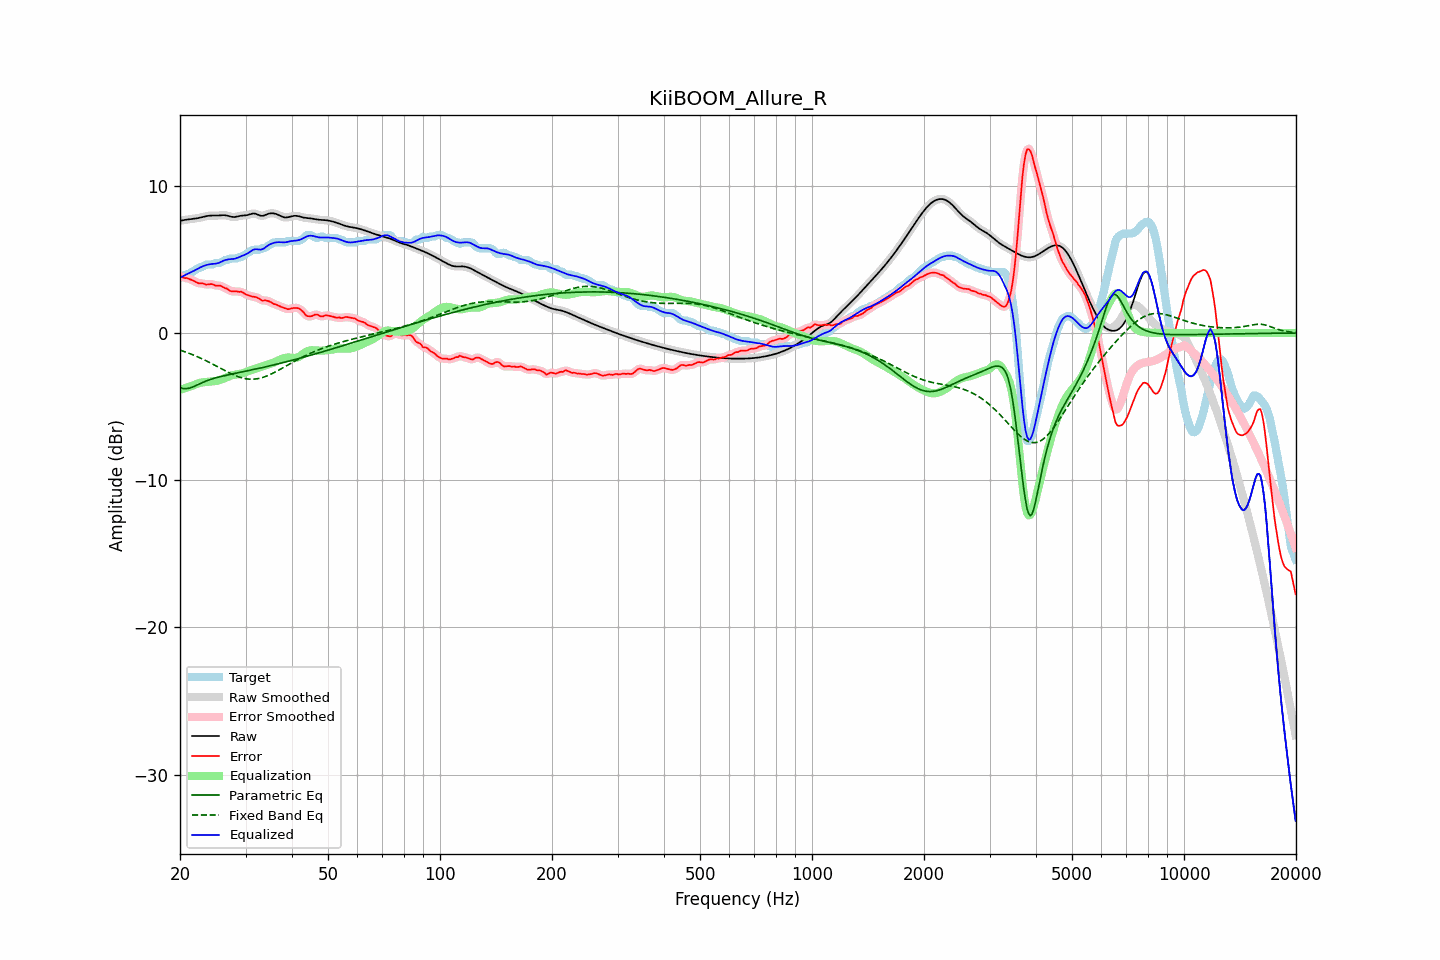 KiiBOOM_Allure_R
Amplitude (dBr)
10
0
−10
−20
−30
Target
Raw Smoothed
Error Smoothed
Raw
Error
Equalization
Parametric Eq
Fixed Band Eq
Equalized
20 50 100 200 500 1000 2000 5000 10000 20000
Frequency (Hz)